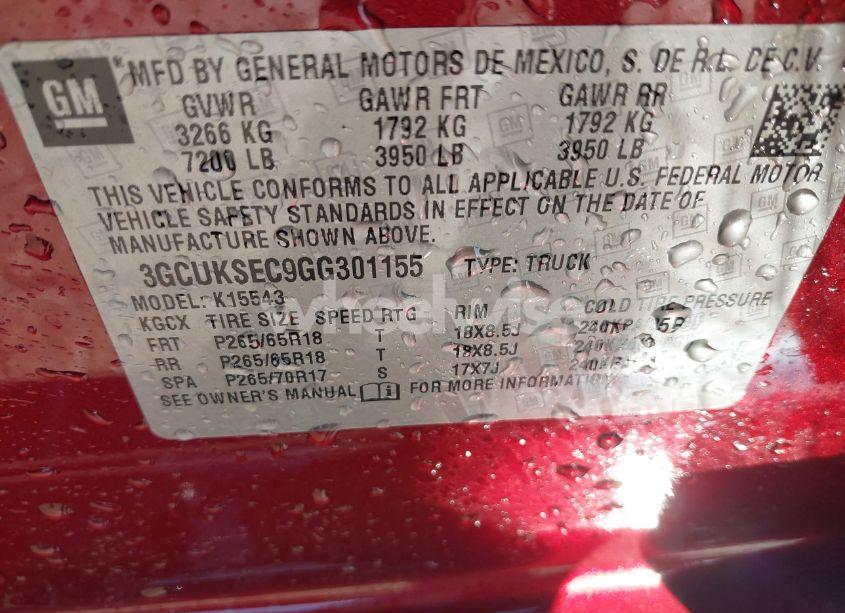 GM
MFD BY GENERAL MOTORS DE MEXICO, S. DE R.L. DE C.V.
GVWR GAWR FRT GAWR RR
3266 KG 1792 KG 1792 KG
7200 LB 3950 LB 3950 LB
THIS VEHICLE CONFORMS TO ALL APPLICABLE U.S. FEDERAL MOTOR
VEHICLE SAFETY STANDARDS IN EFFECT ON THE DATE OF
MANUFACTURE SHOWN ABOVE.
3GCUKSEC9GG301155 TYPE: TRUCK
MODEL: K15543
KGCX TIRE SIZE SPEED RTG RIM COLD TIRE PRESSURE
FRT P265/65R18 T 18X8.5J 240KPA
RR P265/65R18 T 18X8.5J 240KPA
SPA P265/70R17 S 17X7J 240KPA
SEE OWNER'S MANUAL FOR MORE INFORMATION